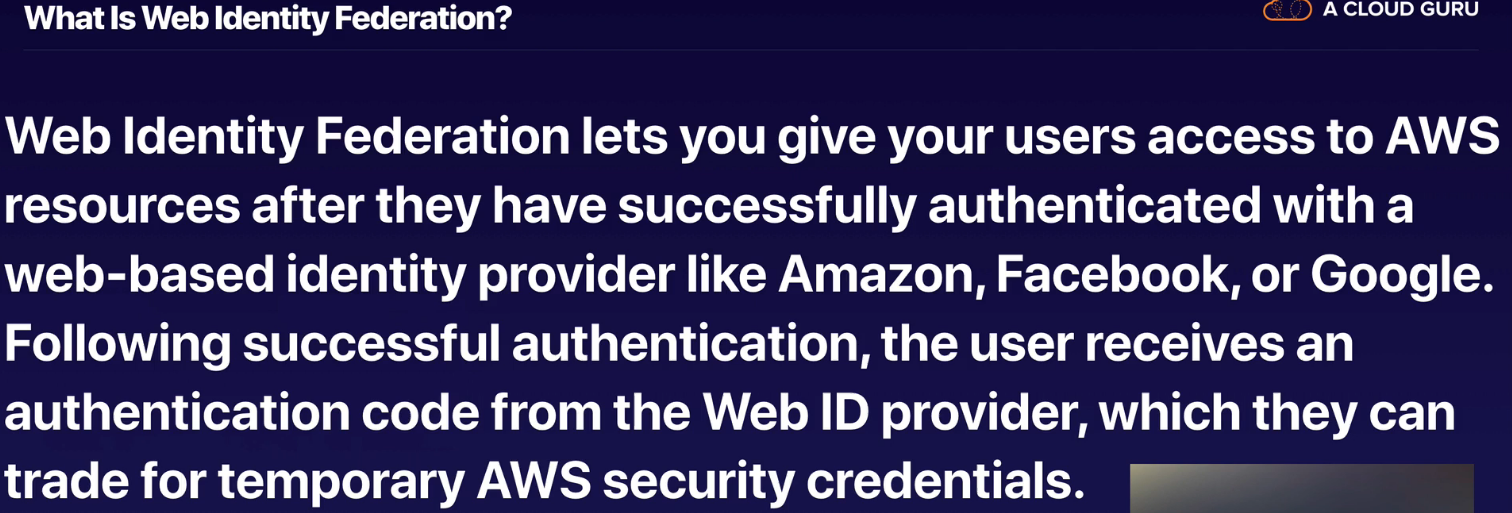 What Is Web Identity Federation?
A CLOUD GURU
Web Identity Federation lets you give your users access to AWS
resources after they have successfully authenticated with a
web-based identity provider like Amazon, Facebook, or Google.
Following successful authentication, the user receives an
authentication code from the Web ID provider, which they can
trade for temporary AWS security credentials.